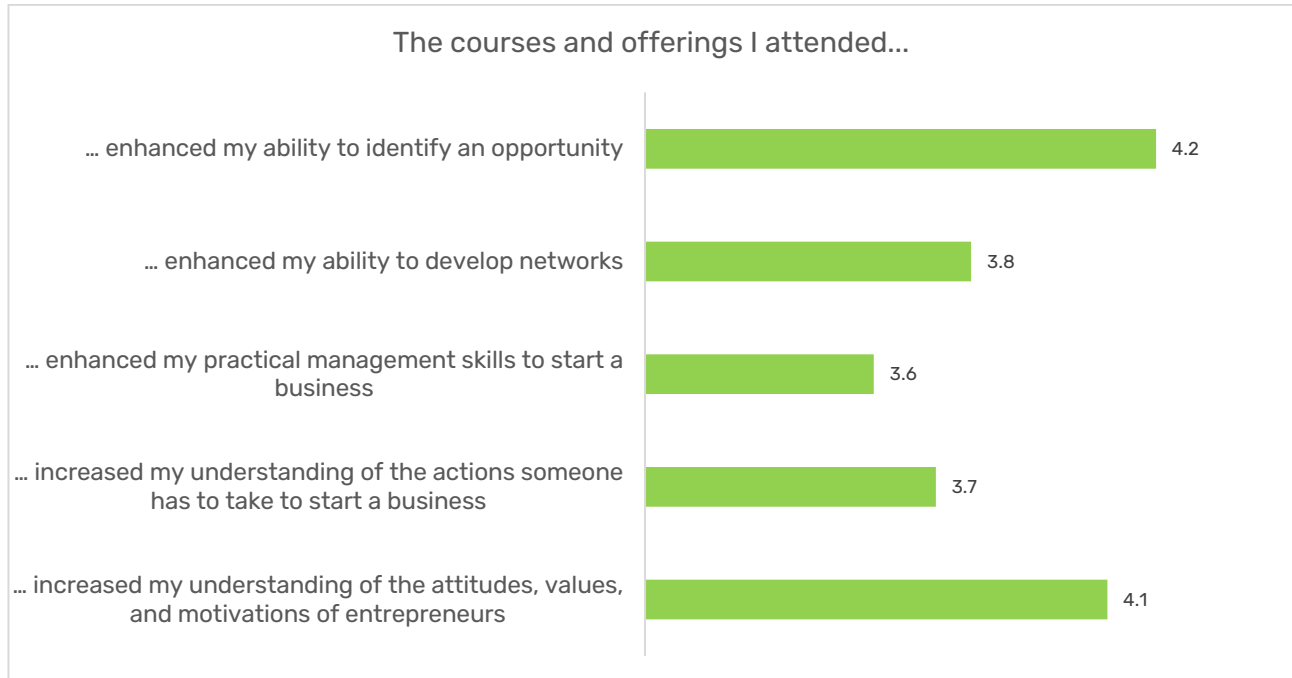 The courses and offerings I attended...
… enhanced my ability to identify an opportunity
4.2
… enhanced my ability to develop networks
3.8
… enhanced my practical management skills to start a
business
3.6
… increased my understanding of the actions someone
has to take to start a business
3.7
… increased my understanding of the attitudes, values,
and motivations of entrepreneurs
4.1